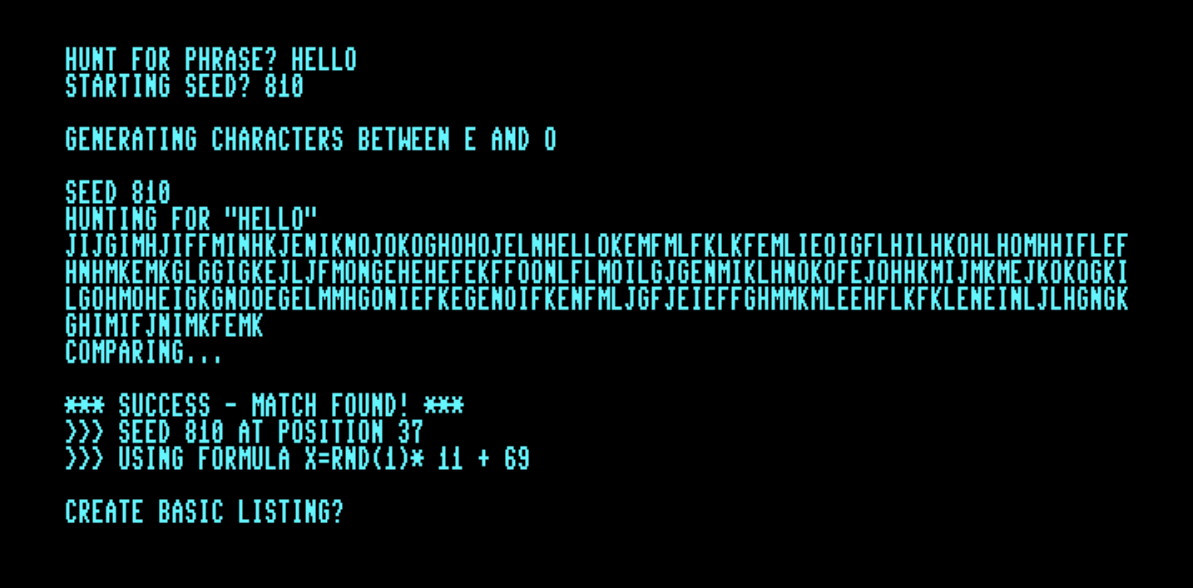 HUNT FOR PHRASE? HELLO
STARTING SEED? 810
GENERATING CHARACTERS BETWEEN E AND O
SEED 810
HUNTING FOR "HELLO"
JIJGIMHJIFFMINHKJENIKNOJOKOGHOHOJELNHELLOKEMFMLFKLKFEMLIEOIGFLHILHKOHLHOMHHIFLEF
HNHMKEMKGLGGIGKEJLJFMONGEHEHEFEKFFOONLFLMOILGJGENMIKLHNOKOFEJOHHKMIJMKMEJKOKOGKI
LGOHMOHEIGKGNOOEGELMMHGONIEFKEGENOIFKENFMLJGFJEIEFFGHMMKMLEEHFLKFKLENEINLJLHGNGK
GHIMIFJNIMKFEMK
COMPARING...
*** SUCCESS - MATCH FOUND! ***
>>> SEED 810 AT POSITION 37
>>> USING FORMULA X=RND(1)* 11 + 69
CREATE BASIC LISTING?